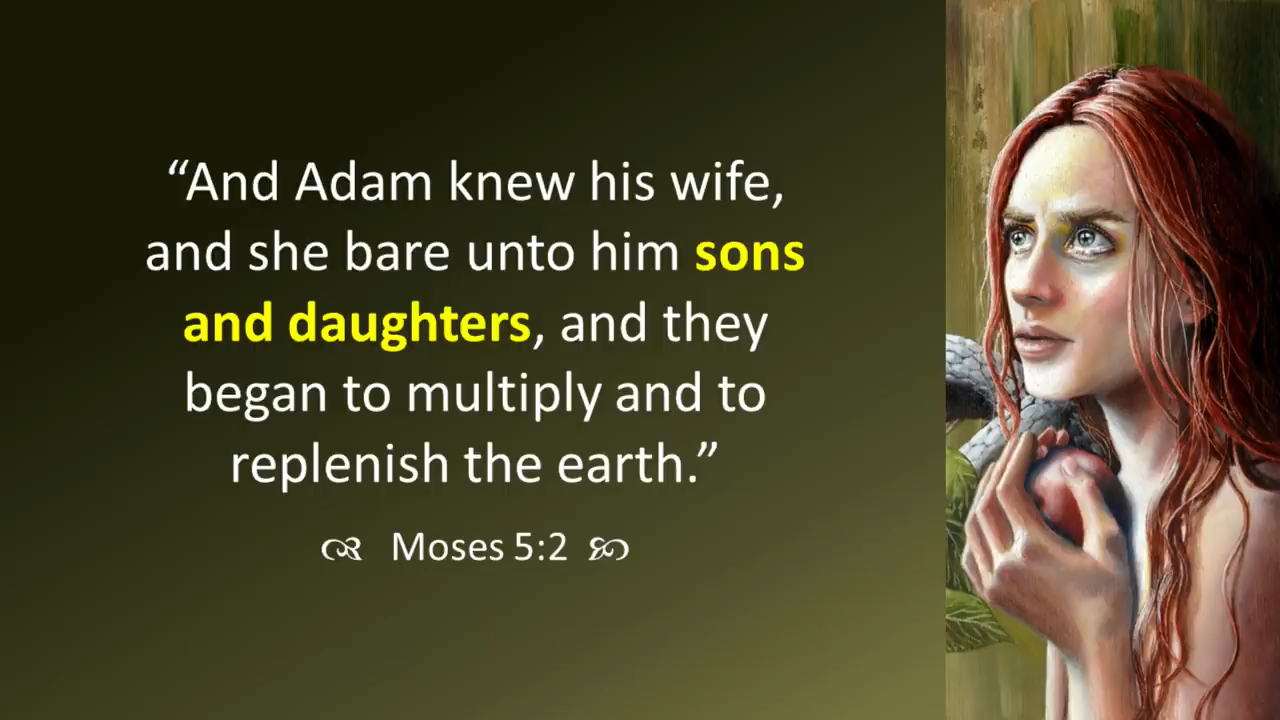 “And Adam knew his wife,
and she bare unto him sons
and daughters, and they
began to multiply and to
replenish the earth.”
Moses 5:2